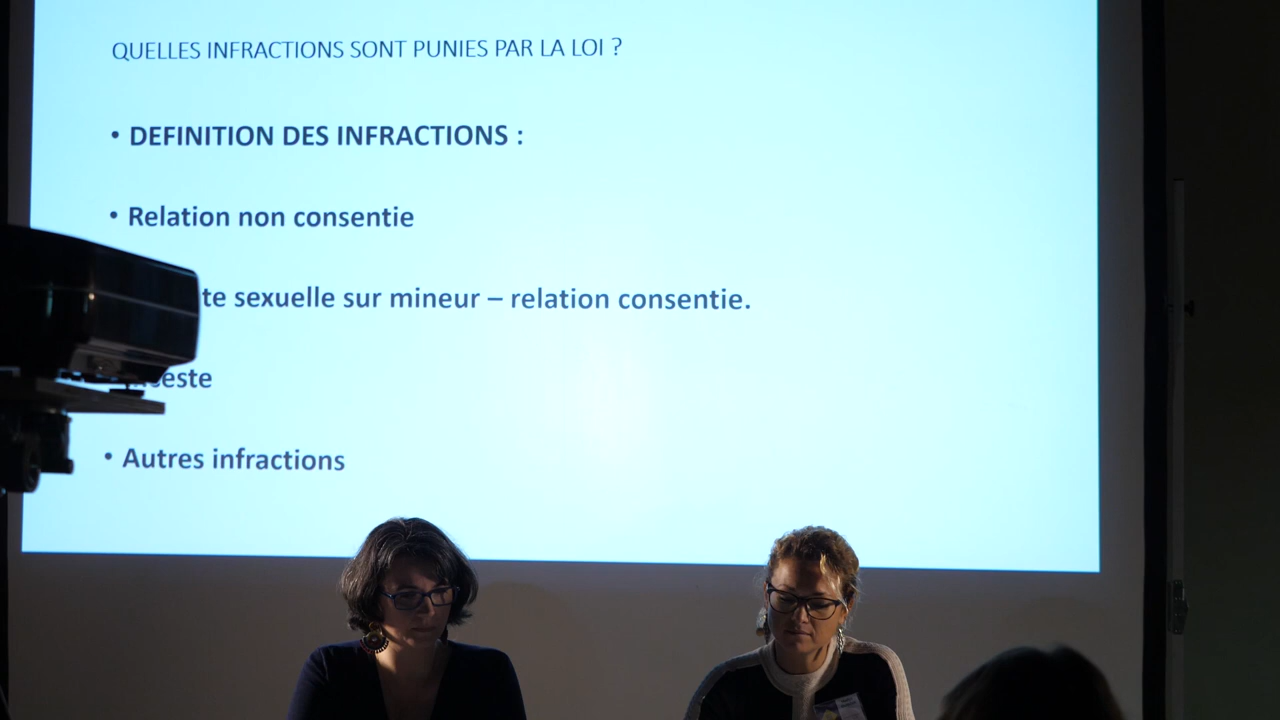 QUELLES INFRACTIONS SONT PUNIES PAR LA LOI ?
• DEFINITION DES INFRACTIONS :
• Relation non consentie
sexuelle sur mineur – relation consentie.
• Autres infractions